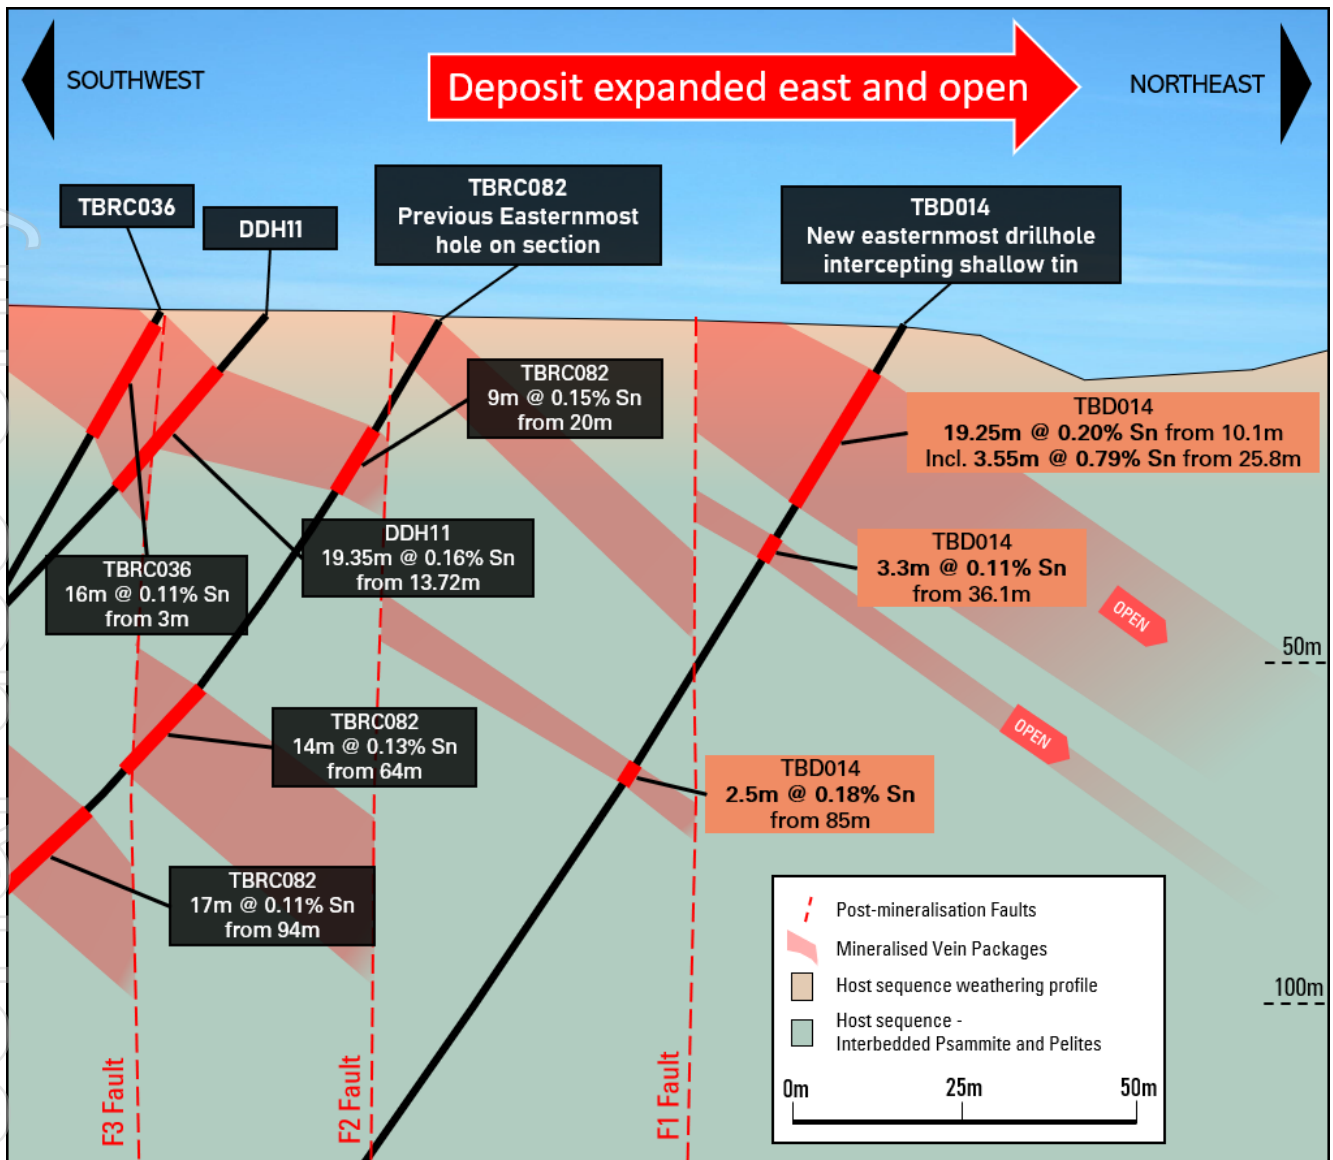 SOUTHWEST
Deposit expanded east and open
NORTHEAST
TBRC036
DDH11
TBRC082
Previous Easternmost
hole on section
TBD014
New easternmost drillhole
intercepting shallow tin
TBRC082
9m @ 0.15% Sn
from 20m
TBD014
19.25m @ 0.20% Sn from 10.1m
Incl. 3.55m @ 0.79% Sn from 25.8m
DDH11
19.35m @ 0.16% Sn
from 13.72m
TBD014
3.3m @ 0.11% Sn
from 36.1m
TBRC036
16m @ 0.11% Sn
from 3m
OPEN
50m
OPEN
TBRC082
14m @ 0.13% Sn
from 64m
TBD014
2.5m @ 0.18% Sn
from 85m
TBRC082
17m @ 0.11% Sn
from 94m
100m
F3 Fault
F2 Fault
F1 Fault
Post-mineralisation Faults
Mineralised Vein Packages
Host sequence weathering profile
Host sequence -
Interbedded Psammite and Pelites
0m 25m 50m